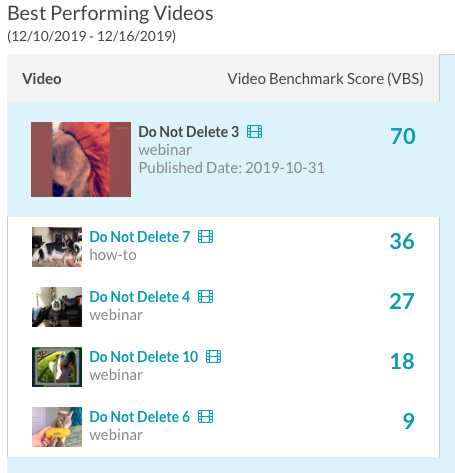 Best Performing Videos
(12/10/2019 - 12/16/2019)
Video Video Benchmark Score (VBS)
Do Not Delete 3 70
webinar
Published Date: 2019-10-31
Do Not Delete 7 36
how-to
Do Not Delete 4 27
webinar
Do Not Delete 10 18
webinar
Do Not Delete 6 9
webinar